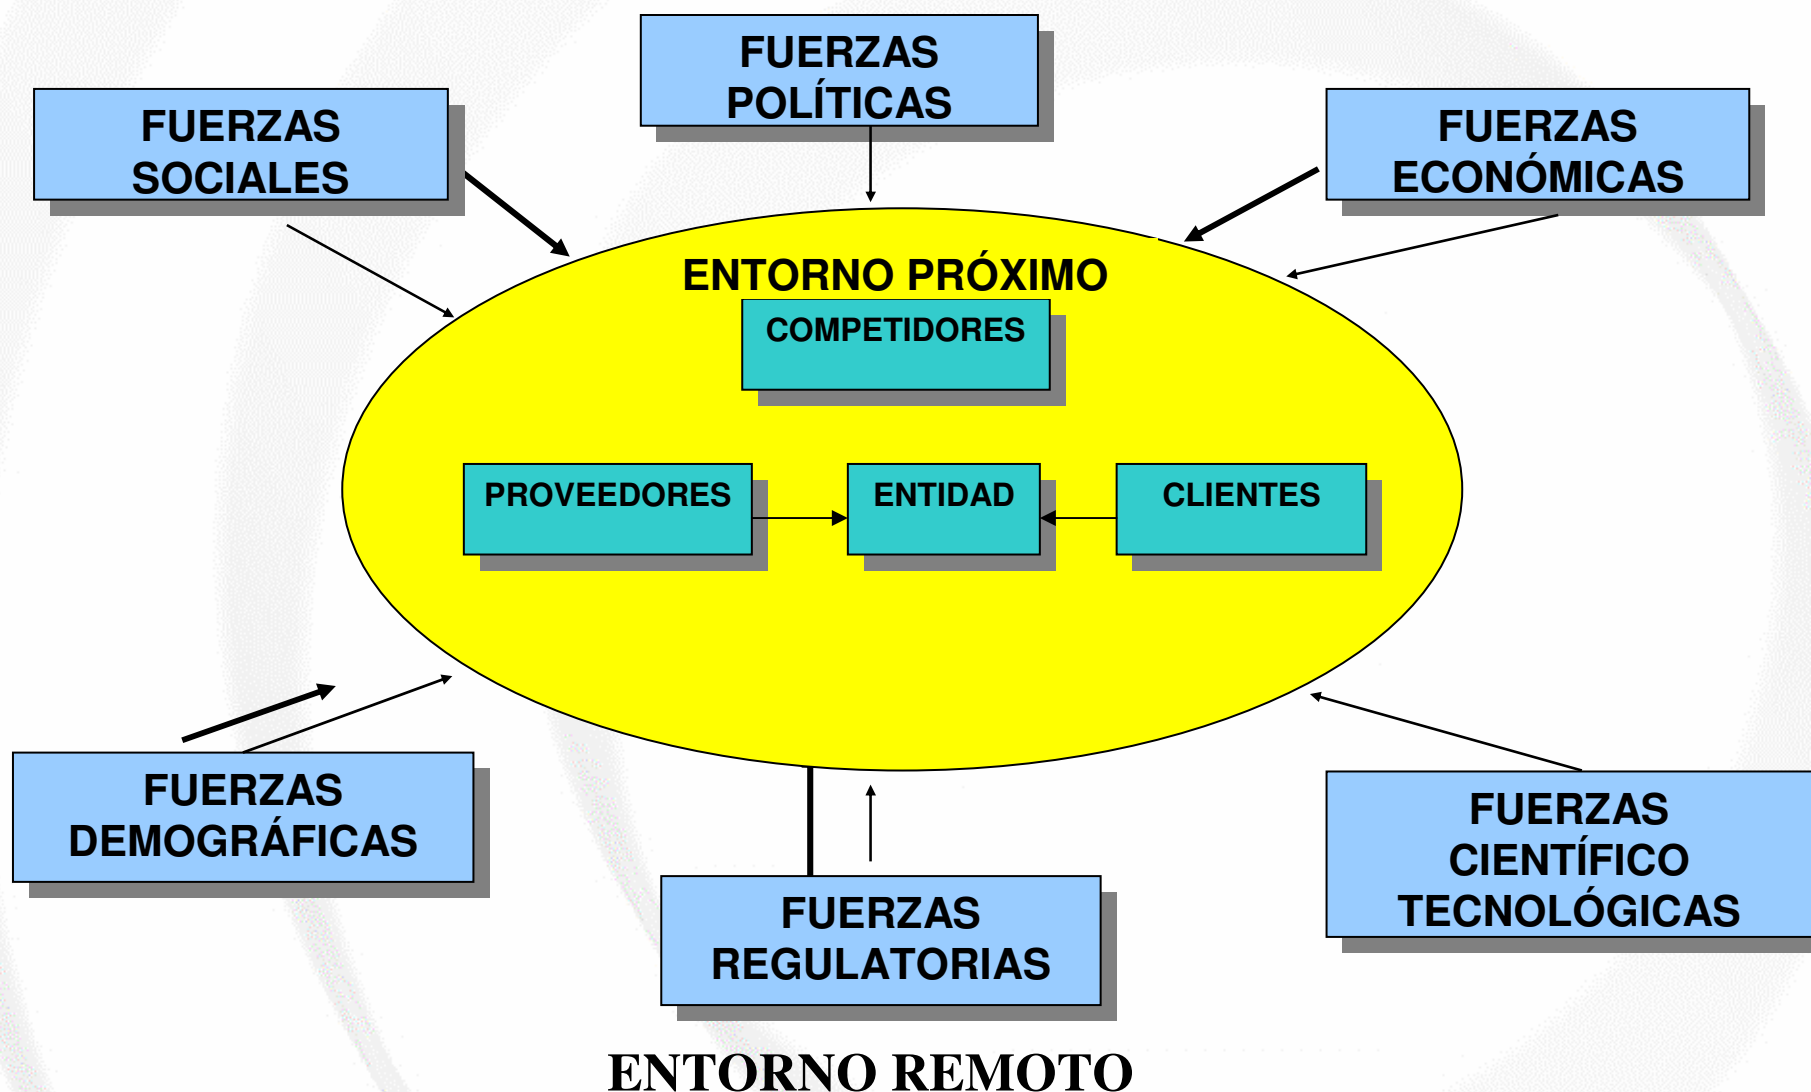 FUERZAS
POLÍTICAS
FUERZAS
SOCIALES
FUERZAS
ECONÓMICAS
ENTORNO PRÓXIMO
COMPETIDORES
PROVEEDORES
ENTIDAD
CLIENTES
FUERZAS
DEMOGRÁFICAS
FUERZAS
CIENTÍFICO
TECNOLÓGICAS
FUERZAS
REGULATORIAS
ENTORNO REMOTO